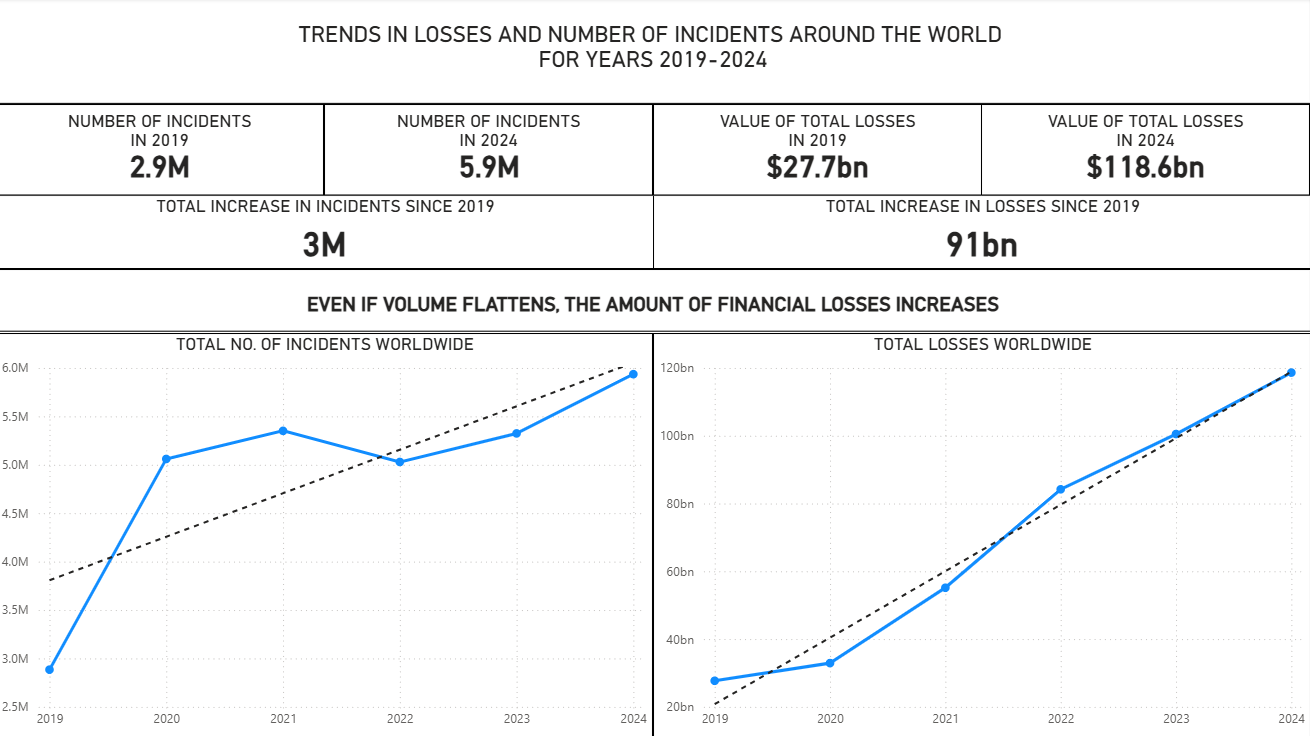 TRENDS IN LOSSES AND NUMBER OF INCIDENTS AROUND THE WORLD
FOR YEARS 2019-2024
NUMBER OF INCIDENTS
IN 2019
2.9M
NUMBER OF INCIDENTS
IN 2024
5.9M
VALUE OF TOTAL LOSSES
IN 2019
$27.7bn
VALUE OF TOTAL LOSSES
IN 2024
$118.6bn
TOTAL INCREASE IN INCIDENTS SINCE 2019
3M
TOTAL INCREASE IN LOSSES SINCE 2019
91bn
EVEN IF VOLUME FLATTENS, THE AMOUNT OF FINANCIAL LOSSES INCREASES
TOTAL NO. OF INCIDENTS WORLDWIDE
6.0M
5.5M
5.0M
4.5M
4.0M
3.5M
3.0M
2.5M
2019 2020 2021 2022 2023 2024
TOTAL LOSSES WORLDWIDE
120bn
100bn
80bn
60bn
40bn
20bn
2019 2020 2021 2022 2023 2024